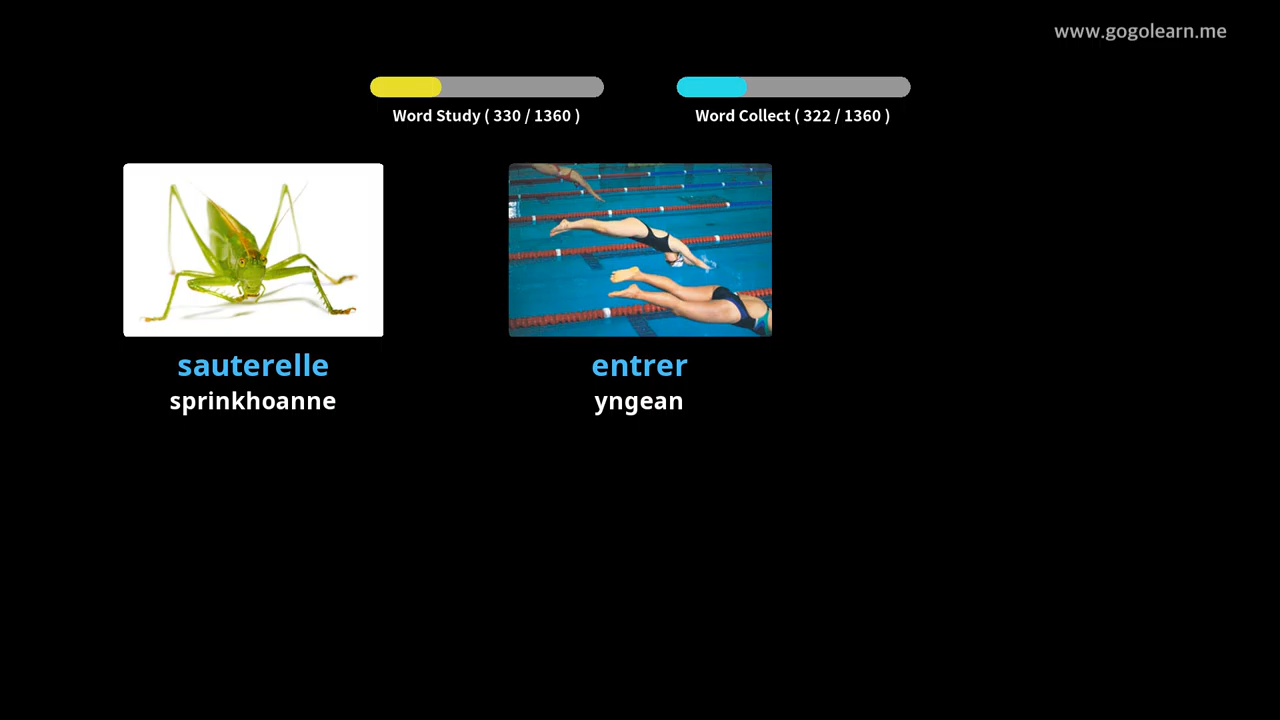 www.gogolearn.me
Word Study ( 330 / 1360 )
Word Collect ( 322 / 1360 )
sauterelle
sprinkhoanne
entrer
yngean